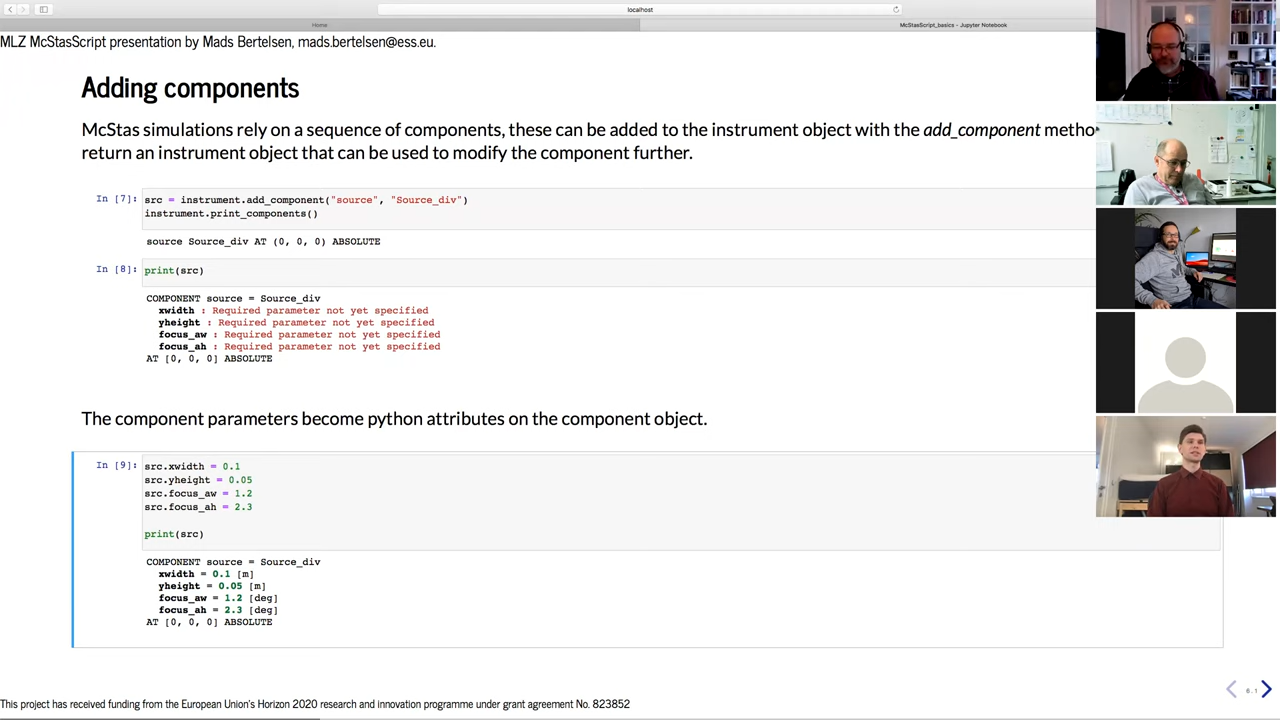 localhost
Home
McStasScript_basics - Jupyter Notebook
MLZ McStasScript presentation by Mads Bertelsen, mads.bertelsen@ess.eu.
Adding components
McStas simulations rely on a sequence of components, these can be added to the instrument object with the add_component metho
return an instrument object that can be used to modify the component further.
In [7]: src = instrument.add_component("source", "Source_div")
instrument.print_components()
source Source_div AT (0, 0, 0) ABSOLUTE
In [8]: print(src)
COMPONENT source = Source_div
xwidth : Required parameter not yet specified
yheight : Required parameter not yet specified
focus_aw : Required parameter not yet specified
focus_ah : Required parameter not yet specified
AT [0, 0, 0] ABSOLUTE
The component parameters become python attributes on the component object.
In [9]: src.xwidth = 0.1
src.yheight = 0.05
src.focus_aw = 1.2
src.focus_ah = 2.3
print(src)
COMPONENT source = Source_div
xwidth = 0.1 [m]
yheight = 0.05 [m]
focus_aw = 1.2 [deg]
focus_ah = 2.3 [deg]
AT [0, 0, 0] ABSOLUTE
6.1
This project has received funding from the European Union's Horizon 2020 research and innovation programme under grant agreement No. 823852